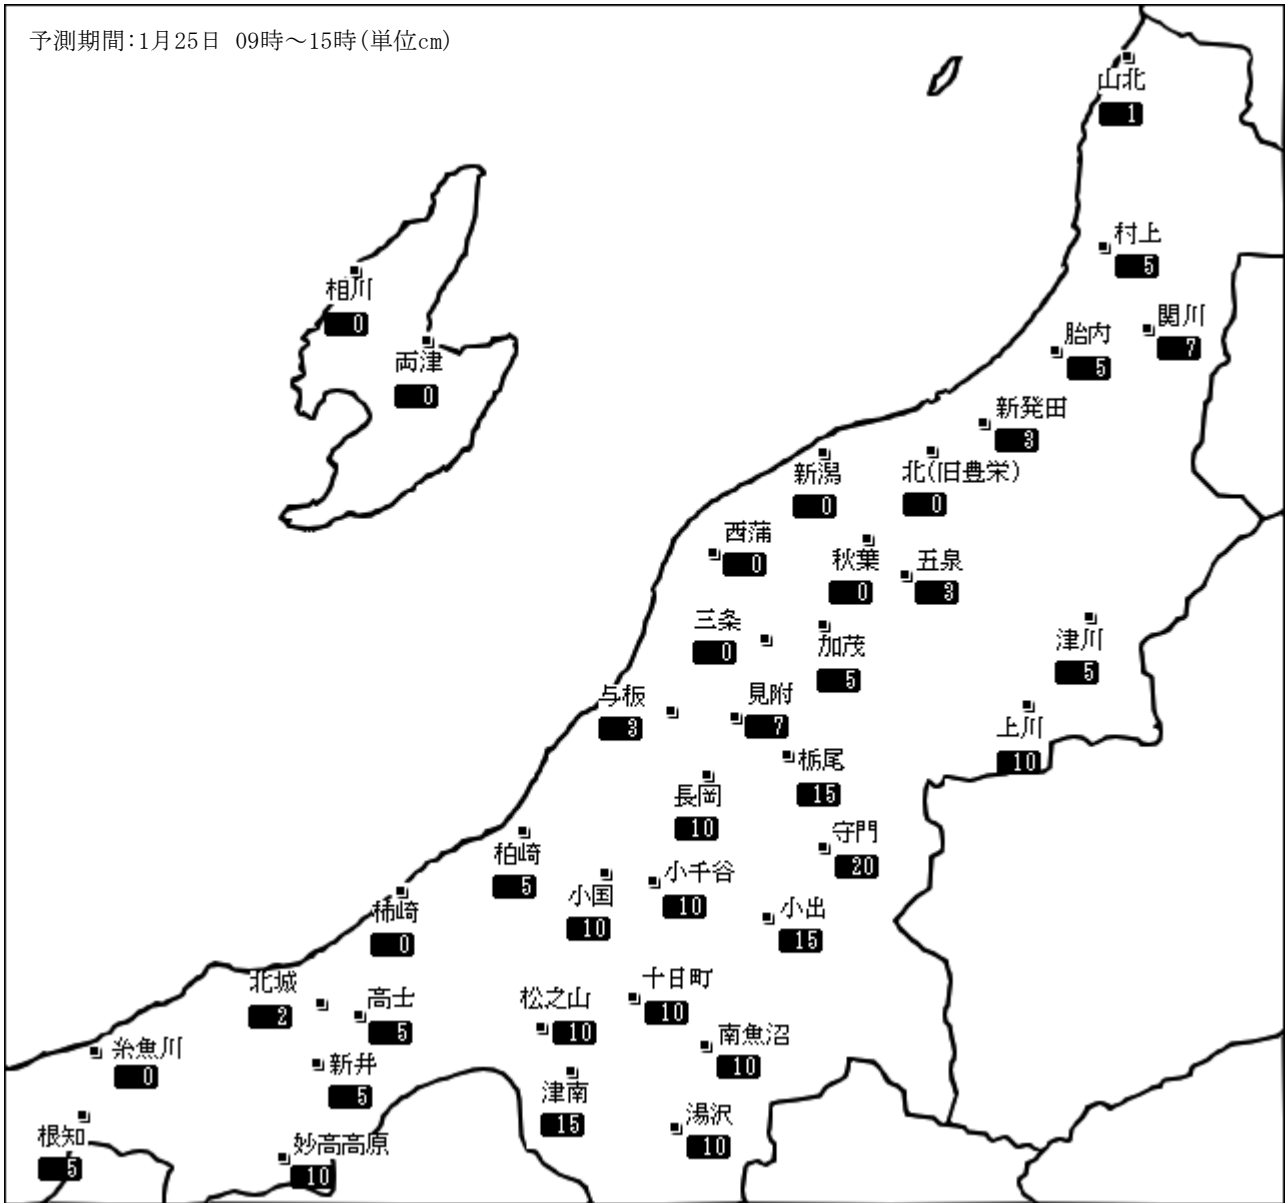 予測期間:1月25日 09時～15時(単位cm)
山北
1
村上
5
相川
0
関川
7
胎内
5
両津
0
新発田
3
新潟
0
北(旧豊栄)
0
西蒲
0
秋葉
0
五泉
3
三条
0
加茂
5
津川
5
与板
3
見附
7
上川
10
栃尾
15
長岡
10
守門
20
柏崎
5
小国
10
小千谷
10
小出
15
柿崎
0
北城
2
高士
5
松之山
10
十日町
10
南魚沼
10
糸魚川
0
新井
5
津南
15
湯沢
10
根知
5
妙高高原
10